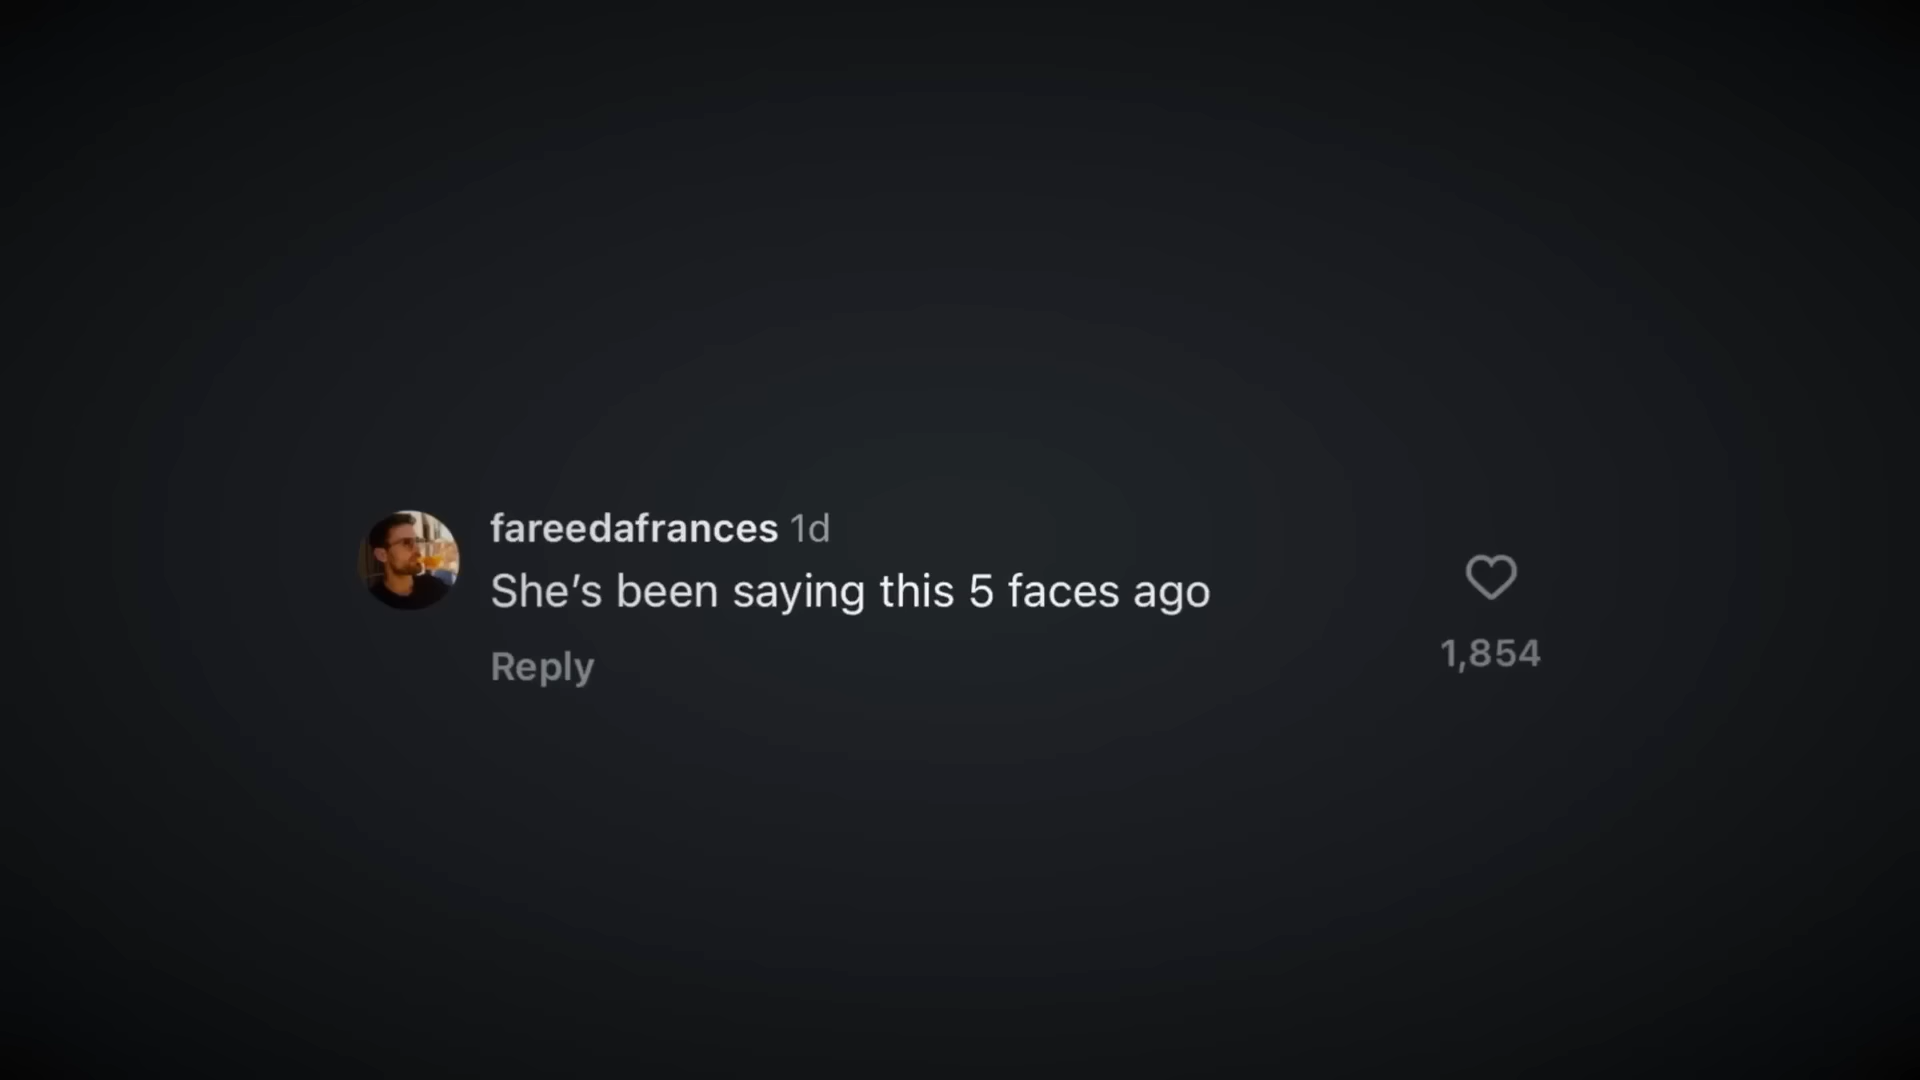 fareedafrances 1d
She’s been saying this 5 faces ago
Reply
1,854